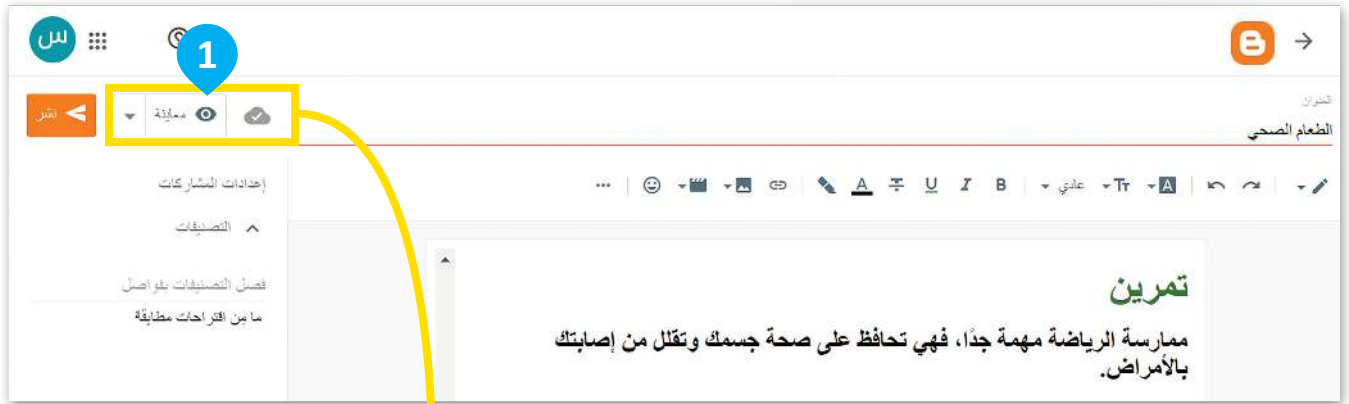 س
1
العنوان
الطعام الصحي
معاينة
نشر
عادي
إعدادات المشاركات
التصنيفات
فصل التصنيفات بفواصل
ما مِن اقتراحات مطابقة
تمرين
ممارسة الرياضة مهمة جدًا، فهي تحافظ على صحة جسمك وتقلل من إصابتك
بالأمراض.